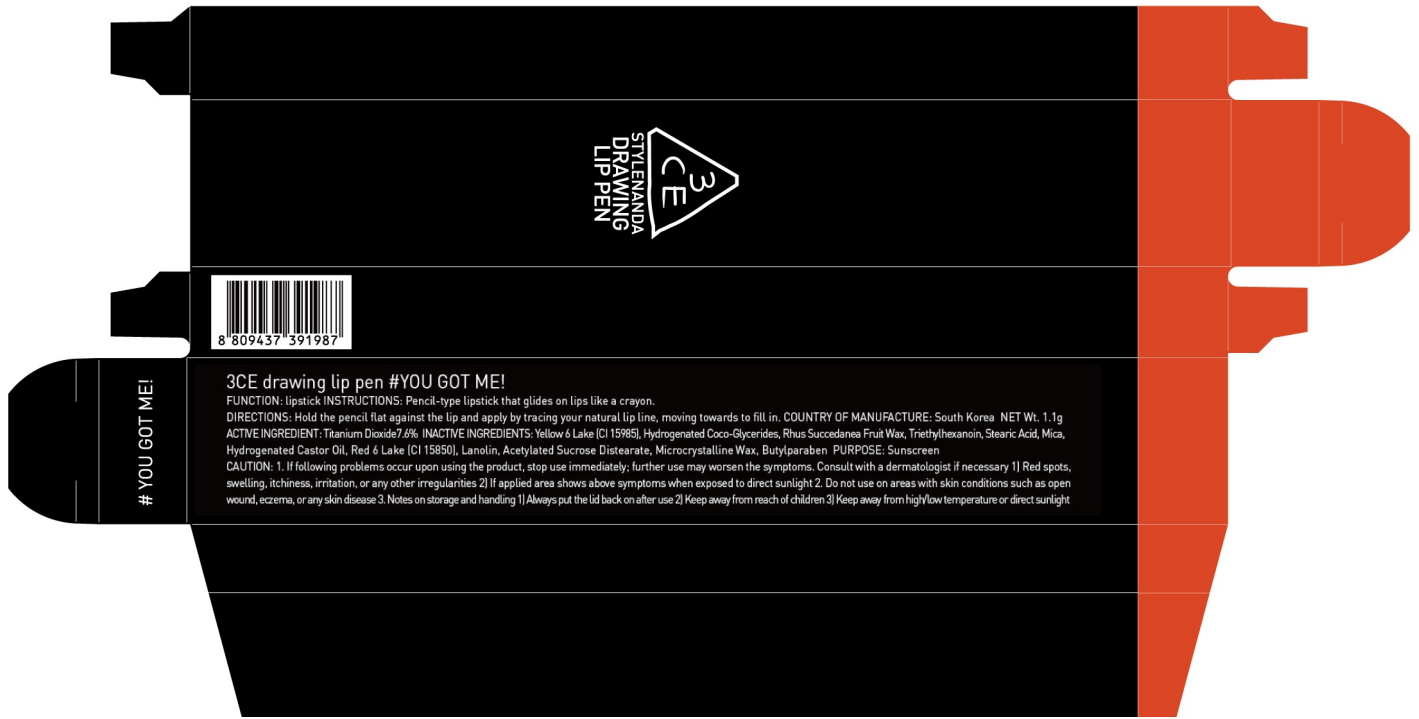 3
CE
STYLENANDA
DRAWING
LIP PEN
8 809437 391987
# YOU GOT ME!
3CE drawing lip pen #YOU GOT ME!
FUNCTION: lipstick INSTRUCTIONS: Pencil-type lipstick that glides on lips like a crayon.
DIRECTIONS: Hold the pencil flat against the lip and apply by tracing your natural lip line, moving towards to fill in. COUNTRY OF MANUFACTURE: South Korea NET Wt. 1.1g
ACTIVE INGREDIENT: Titanium Dioxide7.6% INACTIVE INGREDIENTS: Yellow 6 Lake (CI 15985), Hydrogenated Coco-Glycerides, Rhus Succedanea Fruit Wax, Triethylhexanoin, Stearic Acid, Mica,
Hydrogenated Castor Oil, Red 6 Lake (CI 15850), Lanolin, Acetylated Sucrose Distearate, Microcrystalline Wax, Butylparaben PURPOSE: Sunscreen
CAUTION: 1. If following problems occur upon using the product, stop use immediately; further use may worsen the symptoms. Consult with a dermatologist if necessary 1) Red spots,
swelling, itchiness, irritation, or any other irregularities 2) If applied area shows above symptoms when exposed to direct sunlight 2. Do not use on areas with skin conditions such as open
wound, eczema, or any skin disease 3. Notes on storage and handling 1) Always put the lid back on after use 2) Keep away from reach of children 3) Keep away from high/low temperature or direct sunlight